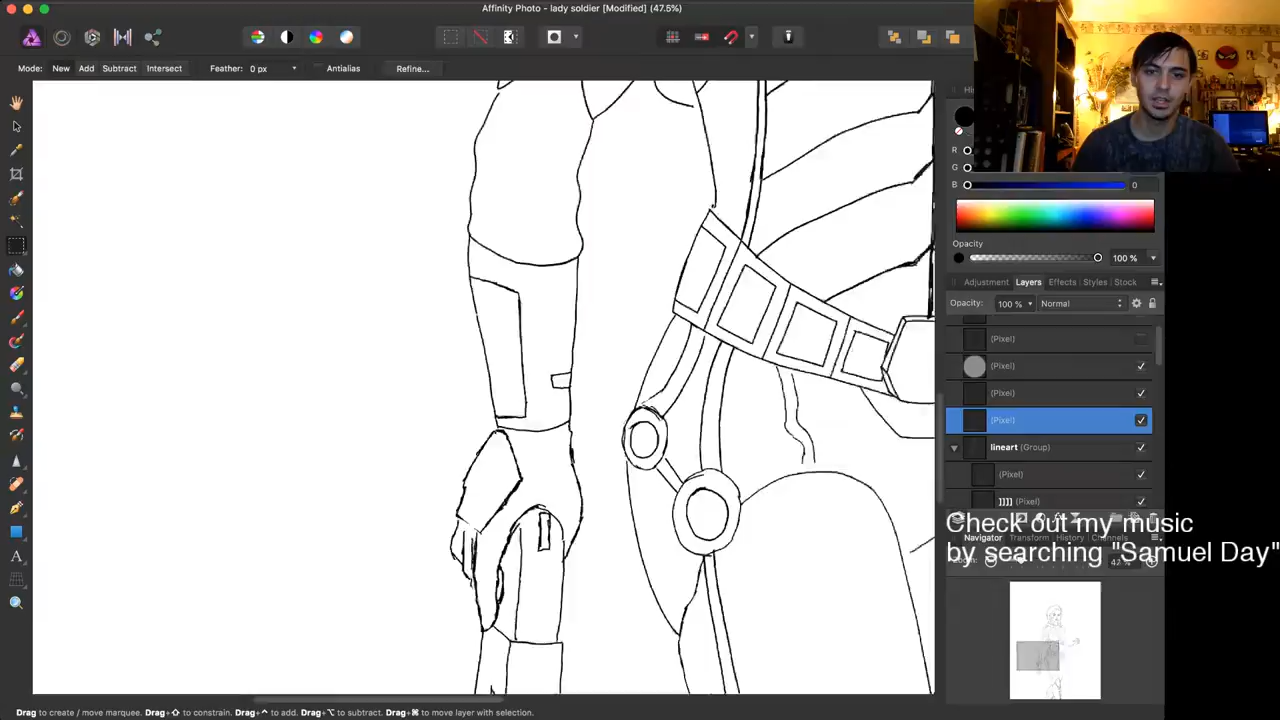 Affinity Photo - lady soldier [Modified] (47.5%)
Mode: New Add Subtract Intersect Feather: 0 px Antialias Refine...
R
G
B 0
Opacity
100 %
Adjustment Layers Effects Styles Stock
Opacity: 100 % Normal
(Pixel)
(Pixel)
(Pixel)
(Pixel)
lineart (Group)
(Pixel)
]]]] (Pixel)
Check out my music
Navigator Transform History Channels
by searching "Samuel Day"
Drag to create / move marquee. Drag+⇧ to constrain. Drag+⌃ to add. Drag+⌥ to subtract. Drag+⌘ to move layer with selection.